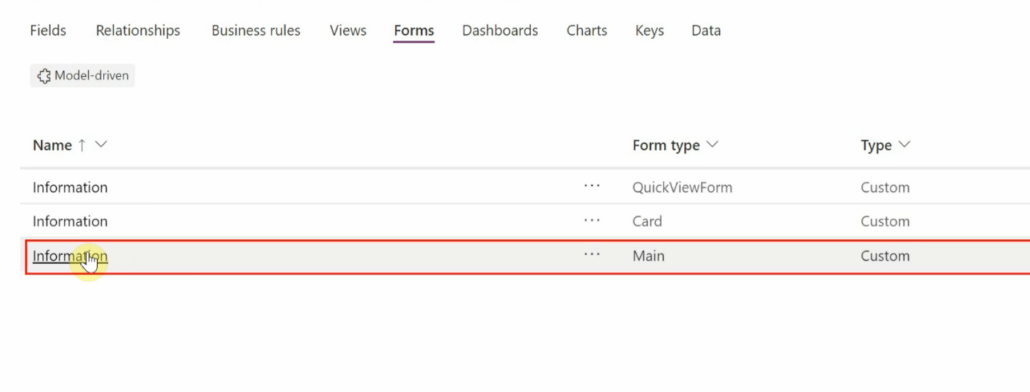 Fields Relationships Business rules Views Forms Dashboards Charts Keys Data
Model-driven
Name ↑ Form type Type
Information ... QuickViewForm Custom
Information ... Card Custom
Information ... Main Custom